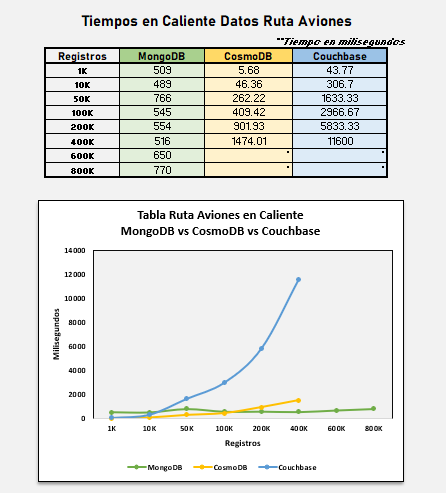 Tiempos en Caliente Datos Ruta Aviones
**Tiempo en milisegundos
Registros MongoDB CosmoDB Couchbase
1K 509 5.68 43.77
10K 489 46.36 306.7
50K 766 262.22 1633.33
100K 545 409.42 2966.67
200K 554 901.93 5833.33
400K 516 1474.01 11600
600K 650 * *
800K 770 * *
Tabla Ruta Aviones en Caliente
MongoDB vs CosmoDB vs Couchbase
14000
12000
10000
8000
6000
4000
2000
0
Milisegundos
1K 10K 50K 100K 200K 400K 600K 800K
Registros
MongoDB CosmoDB Couchbase